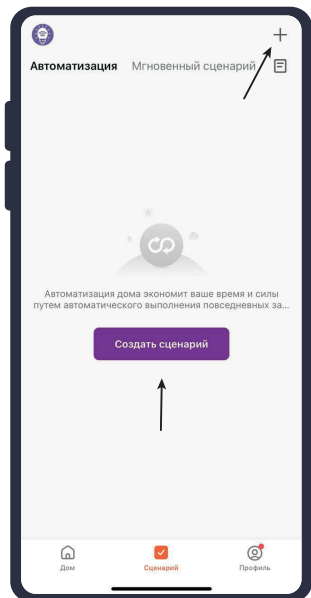 Автоматизация Мгновенный сценарий
Автоматизация дома экономит ваше время и силы
путем автоматического выполнения повседневных за...
Создать сценарий
Дом Сценарий Профиль